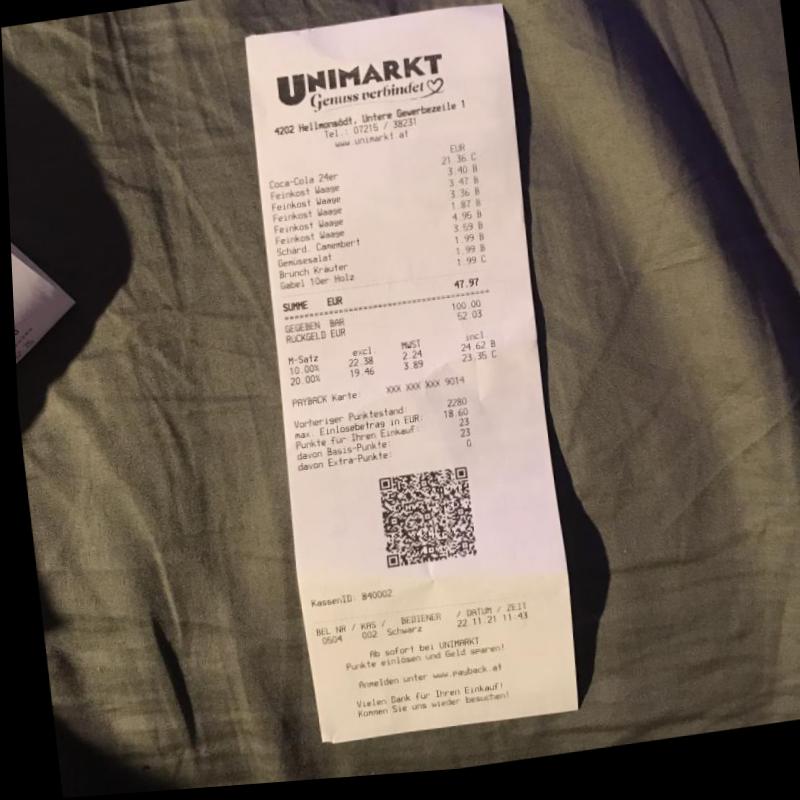 UNIMARKT
Genuss verbindet
4202 Hellmonsödt, Untere Gewerbezeile 1
Tel.: 07215 / 38231
www.unimarkt.at
EUR
Coca-Cola 24er 21.36 C
Feinkost Waage 3.40 B
Feinkost Waage 3.47 B
Feinkost Waage 3.36 B
Feinkost Waage 1.87 B
Feinkost Waage 4.95 B
Schärd. Camembert 3.59 B
Gemüsesalat 1.99 B
Brunch Kräuter 1.99 B
Gabel 10er Holz 1.99 C
SUMME EUR 47.97
GEGEBEN BAR 100.00
RÜCKGELD EUR 52.03
M-Satz excl. MWST incl.
10.00% 22.38 2.24 24.62 B
20.00% 19.46 3.89 23.35 C
PAYBACK Karte: XXX XXX XXX 9014
Vorheriger Punktestand 2280
max. Einlösebetrag in EUR: 18.60
Punkte für Ihren Einkauf: 23
davon Basis-Punkte: 23
davon Extra-Punkte: 0
KassenID: 840002
BEL NR / KAS / BEDIENER / DATUM / ZEIT
0504 002 Schwarz 22.11.21 11:43
Ab sofort bei UNIMARKT
Punkte einlösen und Geld sparen!
Anmelden unter www.payback.at
Vielen Dank für Ihren Einkauf!
Kommen Sie uns wieder besuchen!